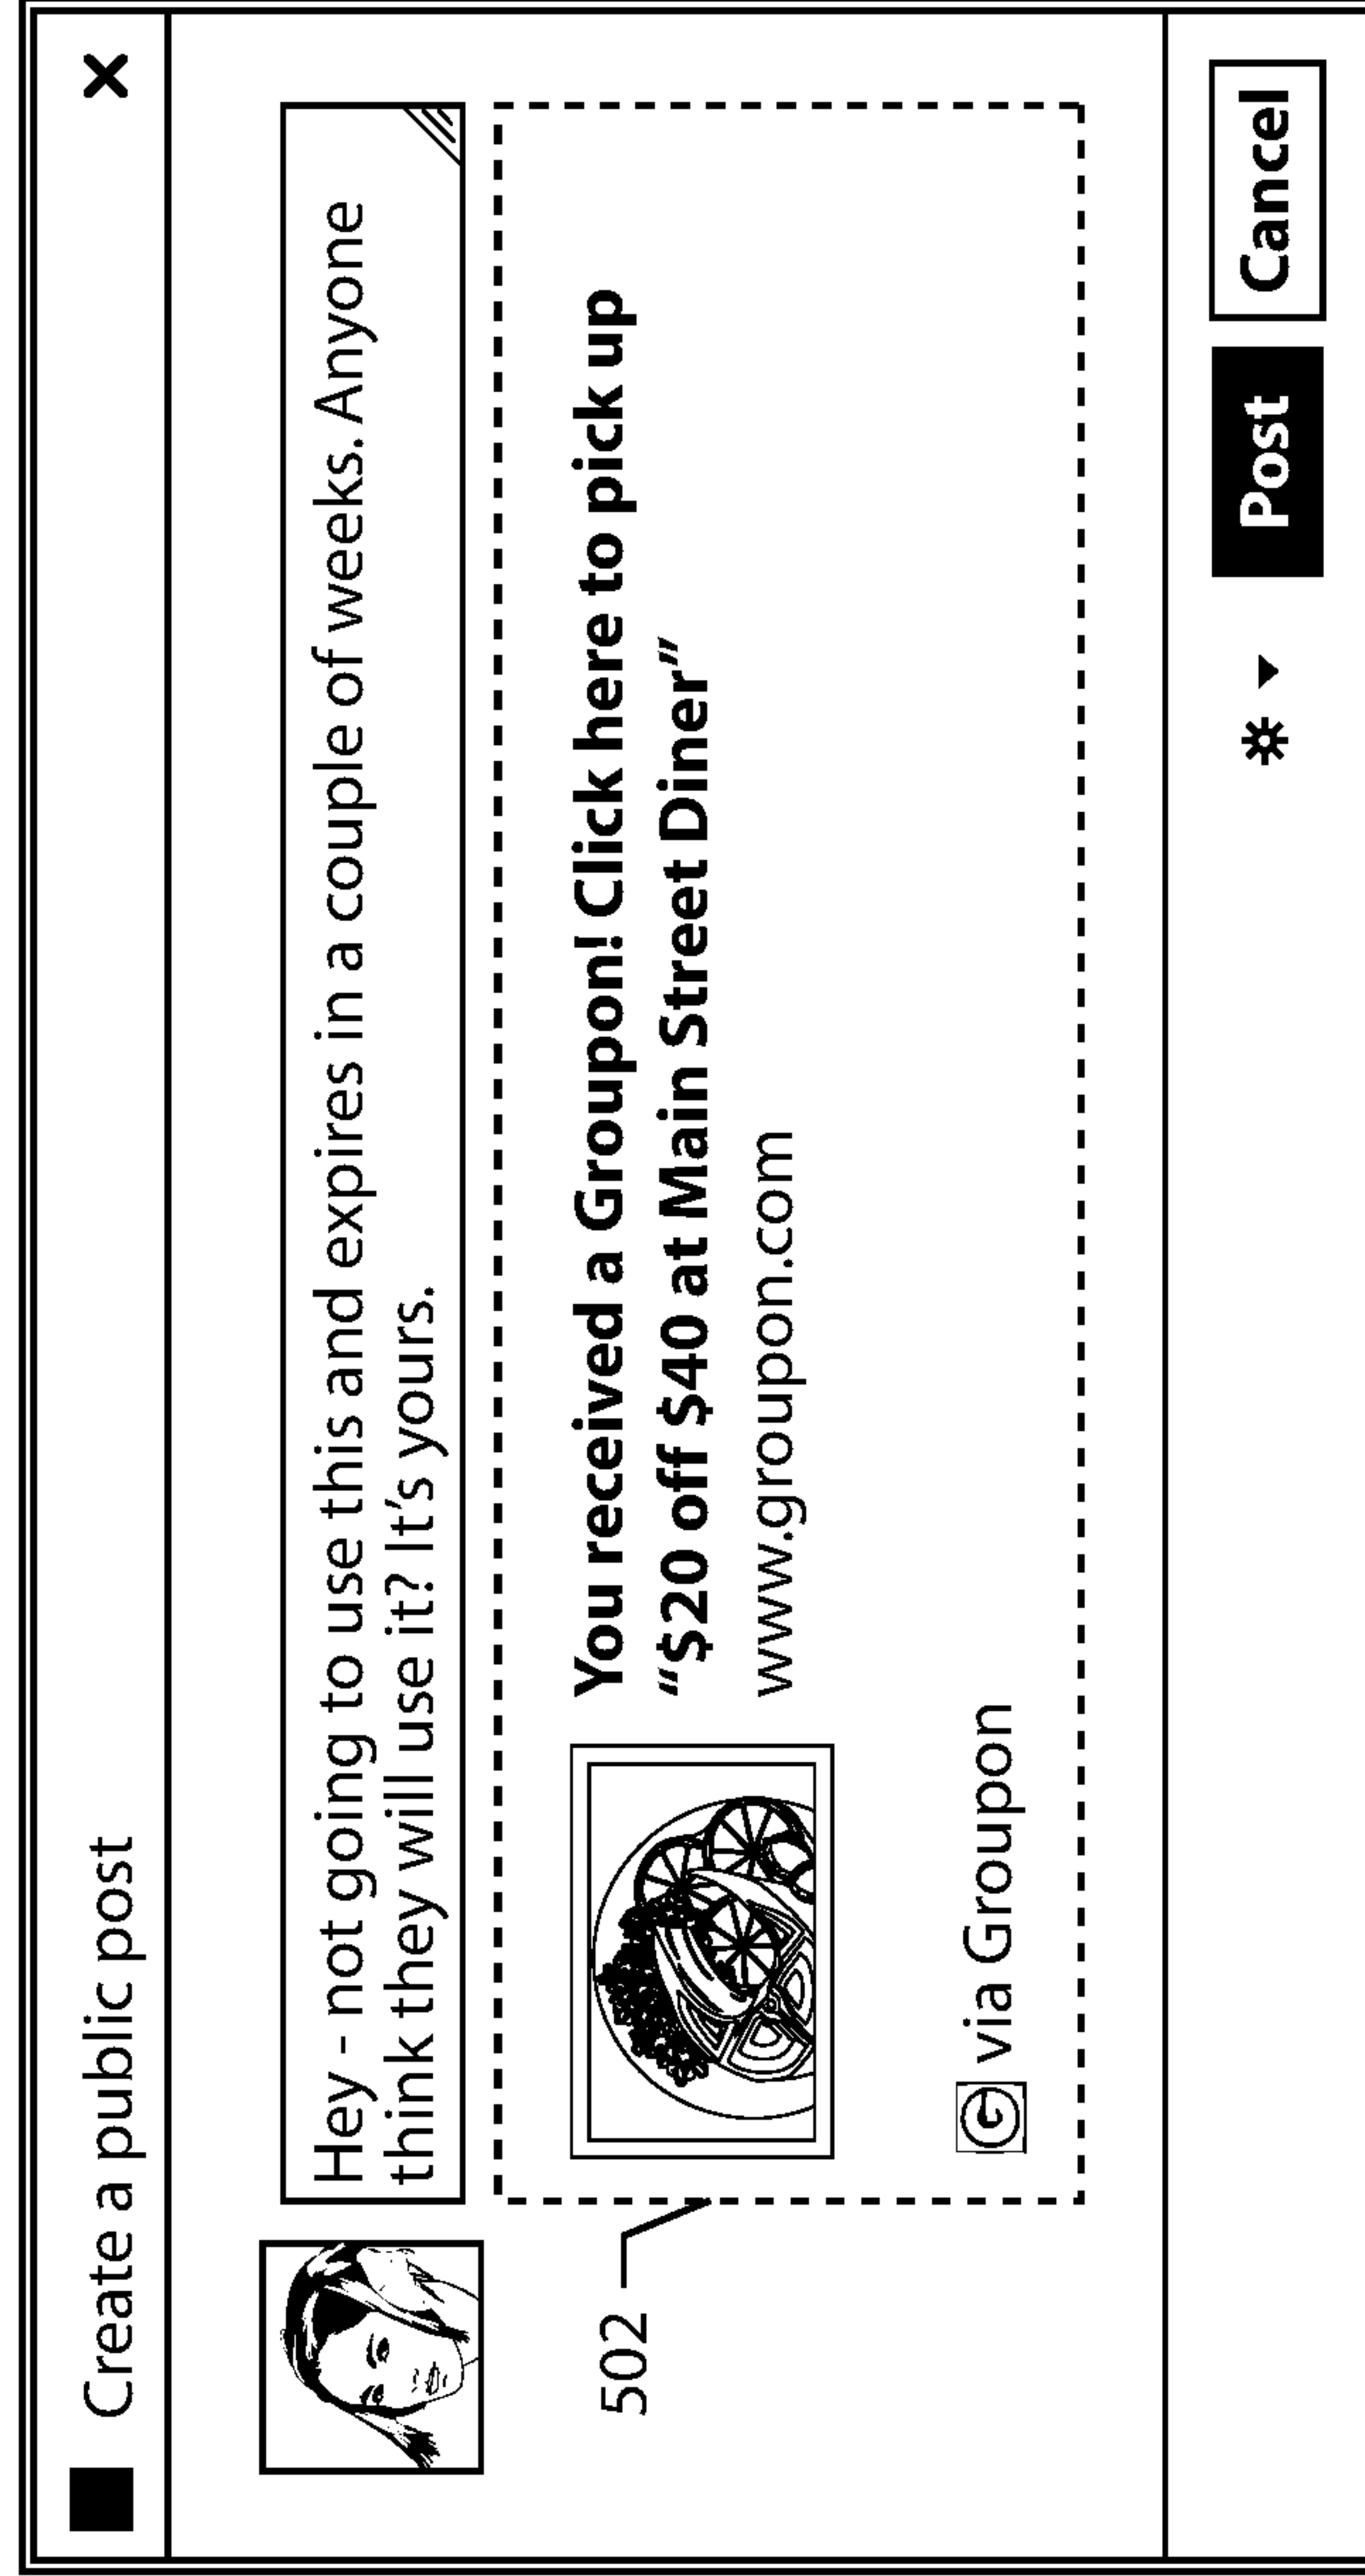 Create a public post
×
Hey - not going to use this and expires in a couple of weeks. Anyone
think they will use it? It’s yours.
502
You received a Groupon! Click here to pick up
“$20 off $40 at Main Street Diner”
www.groupon.com
G via Groupon
Post
Cancel